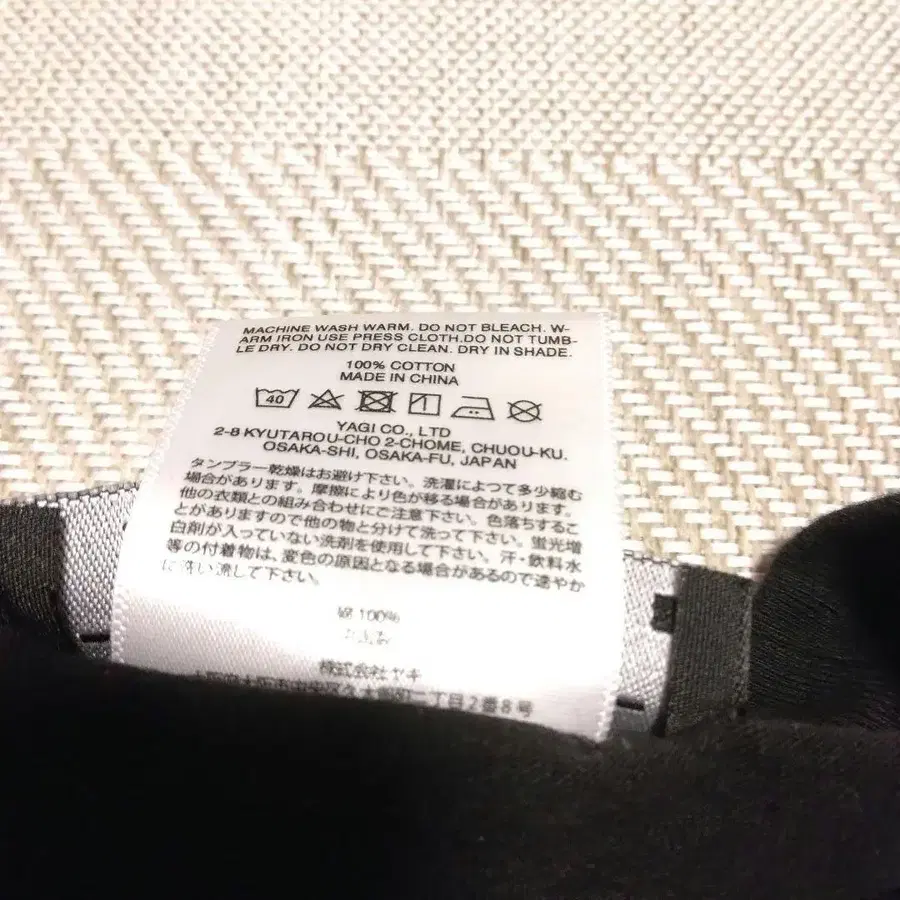 MACHINE WASH WARM. DO NOT BLEACH. W-
ARM IRON USE PRESS CLOTH.DO NOT TUMB-
LE DRY. DO NOT DRY CLEAN. DRY IN SHADE.
100% COTTON
MADE IN CHINA
40
YAGI CO., LTD
2-8 KYUTAROU-CHO 2-CHOME, CHUOU-KU.
OSAKA-SHI, OSAKA-FU, JAPAN
タンブラー乾燥はお避け下さい。洗濯によつて多少縮む
場合があります。摩擦により色が移る場合があります。
他の衣類との組み合わせにご注意下さい。色落ちするこ
とがありますので他の物と分けて洗って下さい。蛍光増
白剤が入っていない洗剤を使用して下さい。汗・飲料水
等の付着物は、変色の原因となる場合があるので速やか
に洗い流して下さい。
綿 100%
株式会社ヤギ
丁目2番8号